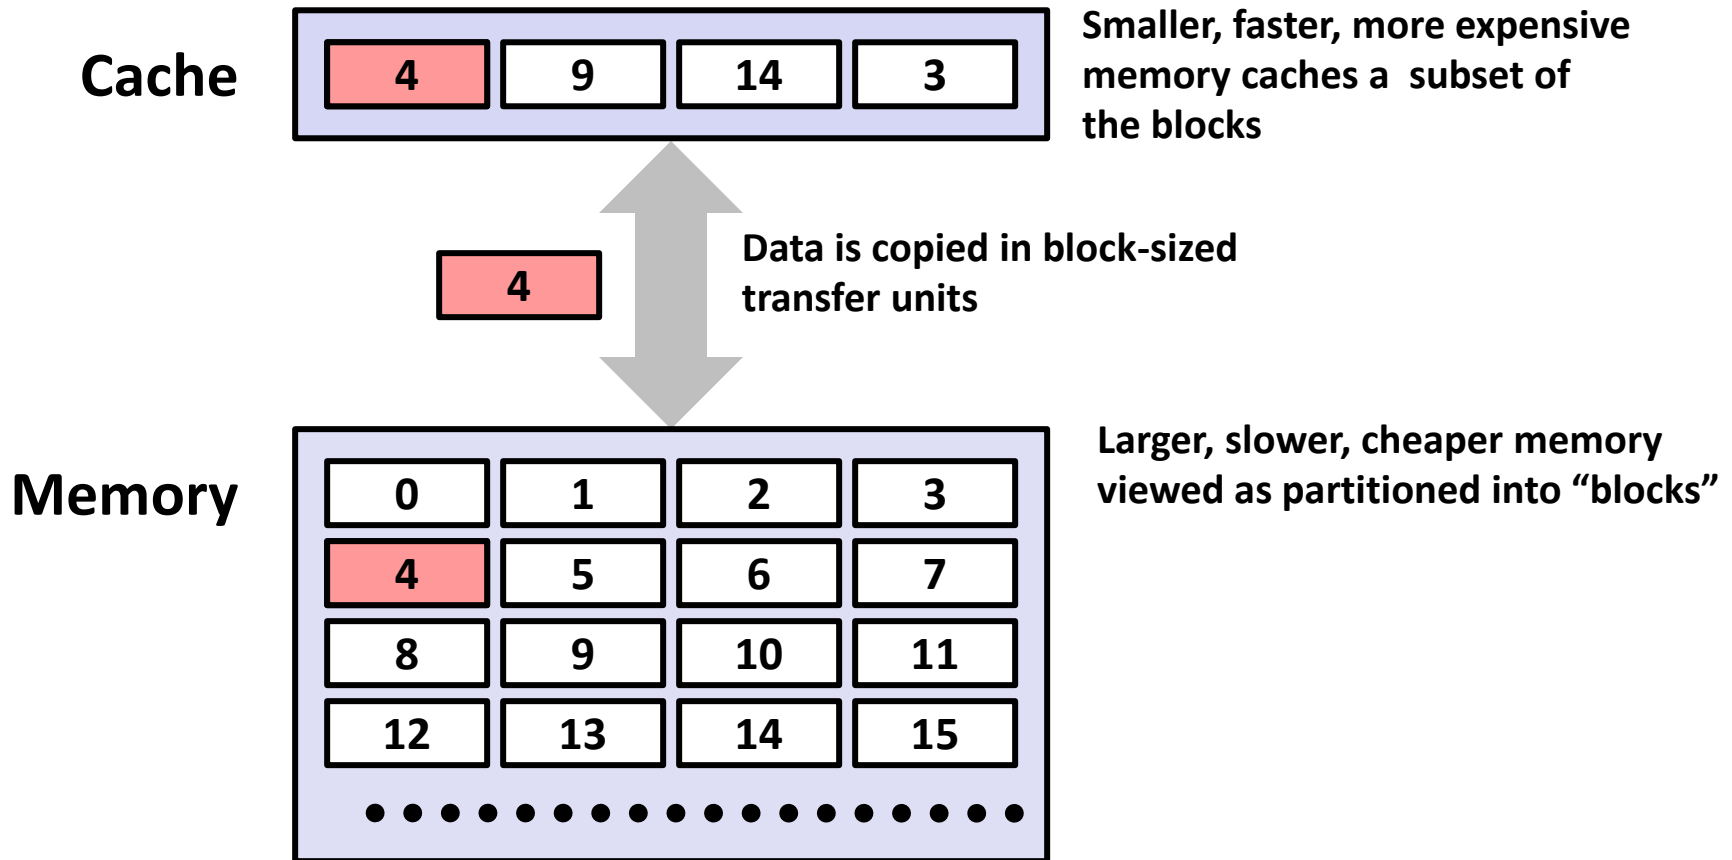 Cache
4 9 14 3
Smaller, faster, more expensive
memory caches a  subset of
the blocks
4
Data is copied in block-sized
transfer units
Memory
Larger, slower, cheaper memory
viewed as partitioned into “blocks”
0 1 2 3
4 5 6 7
8 9 10 11
12 13 14 15